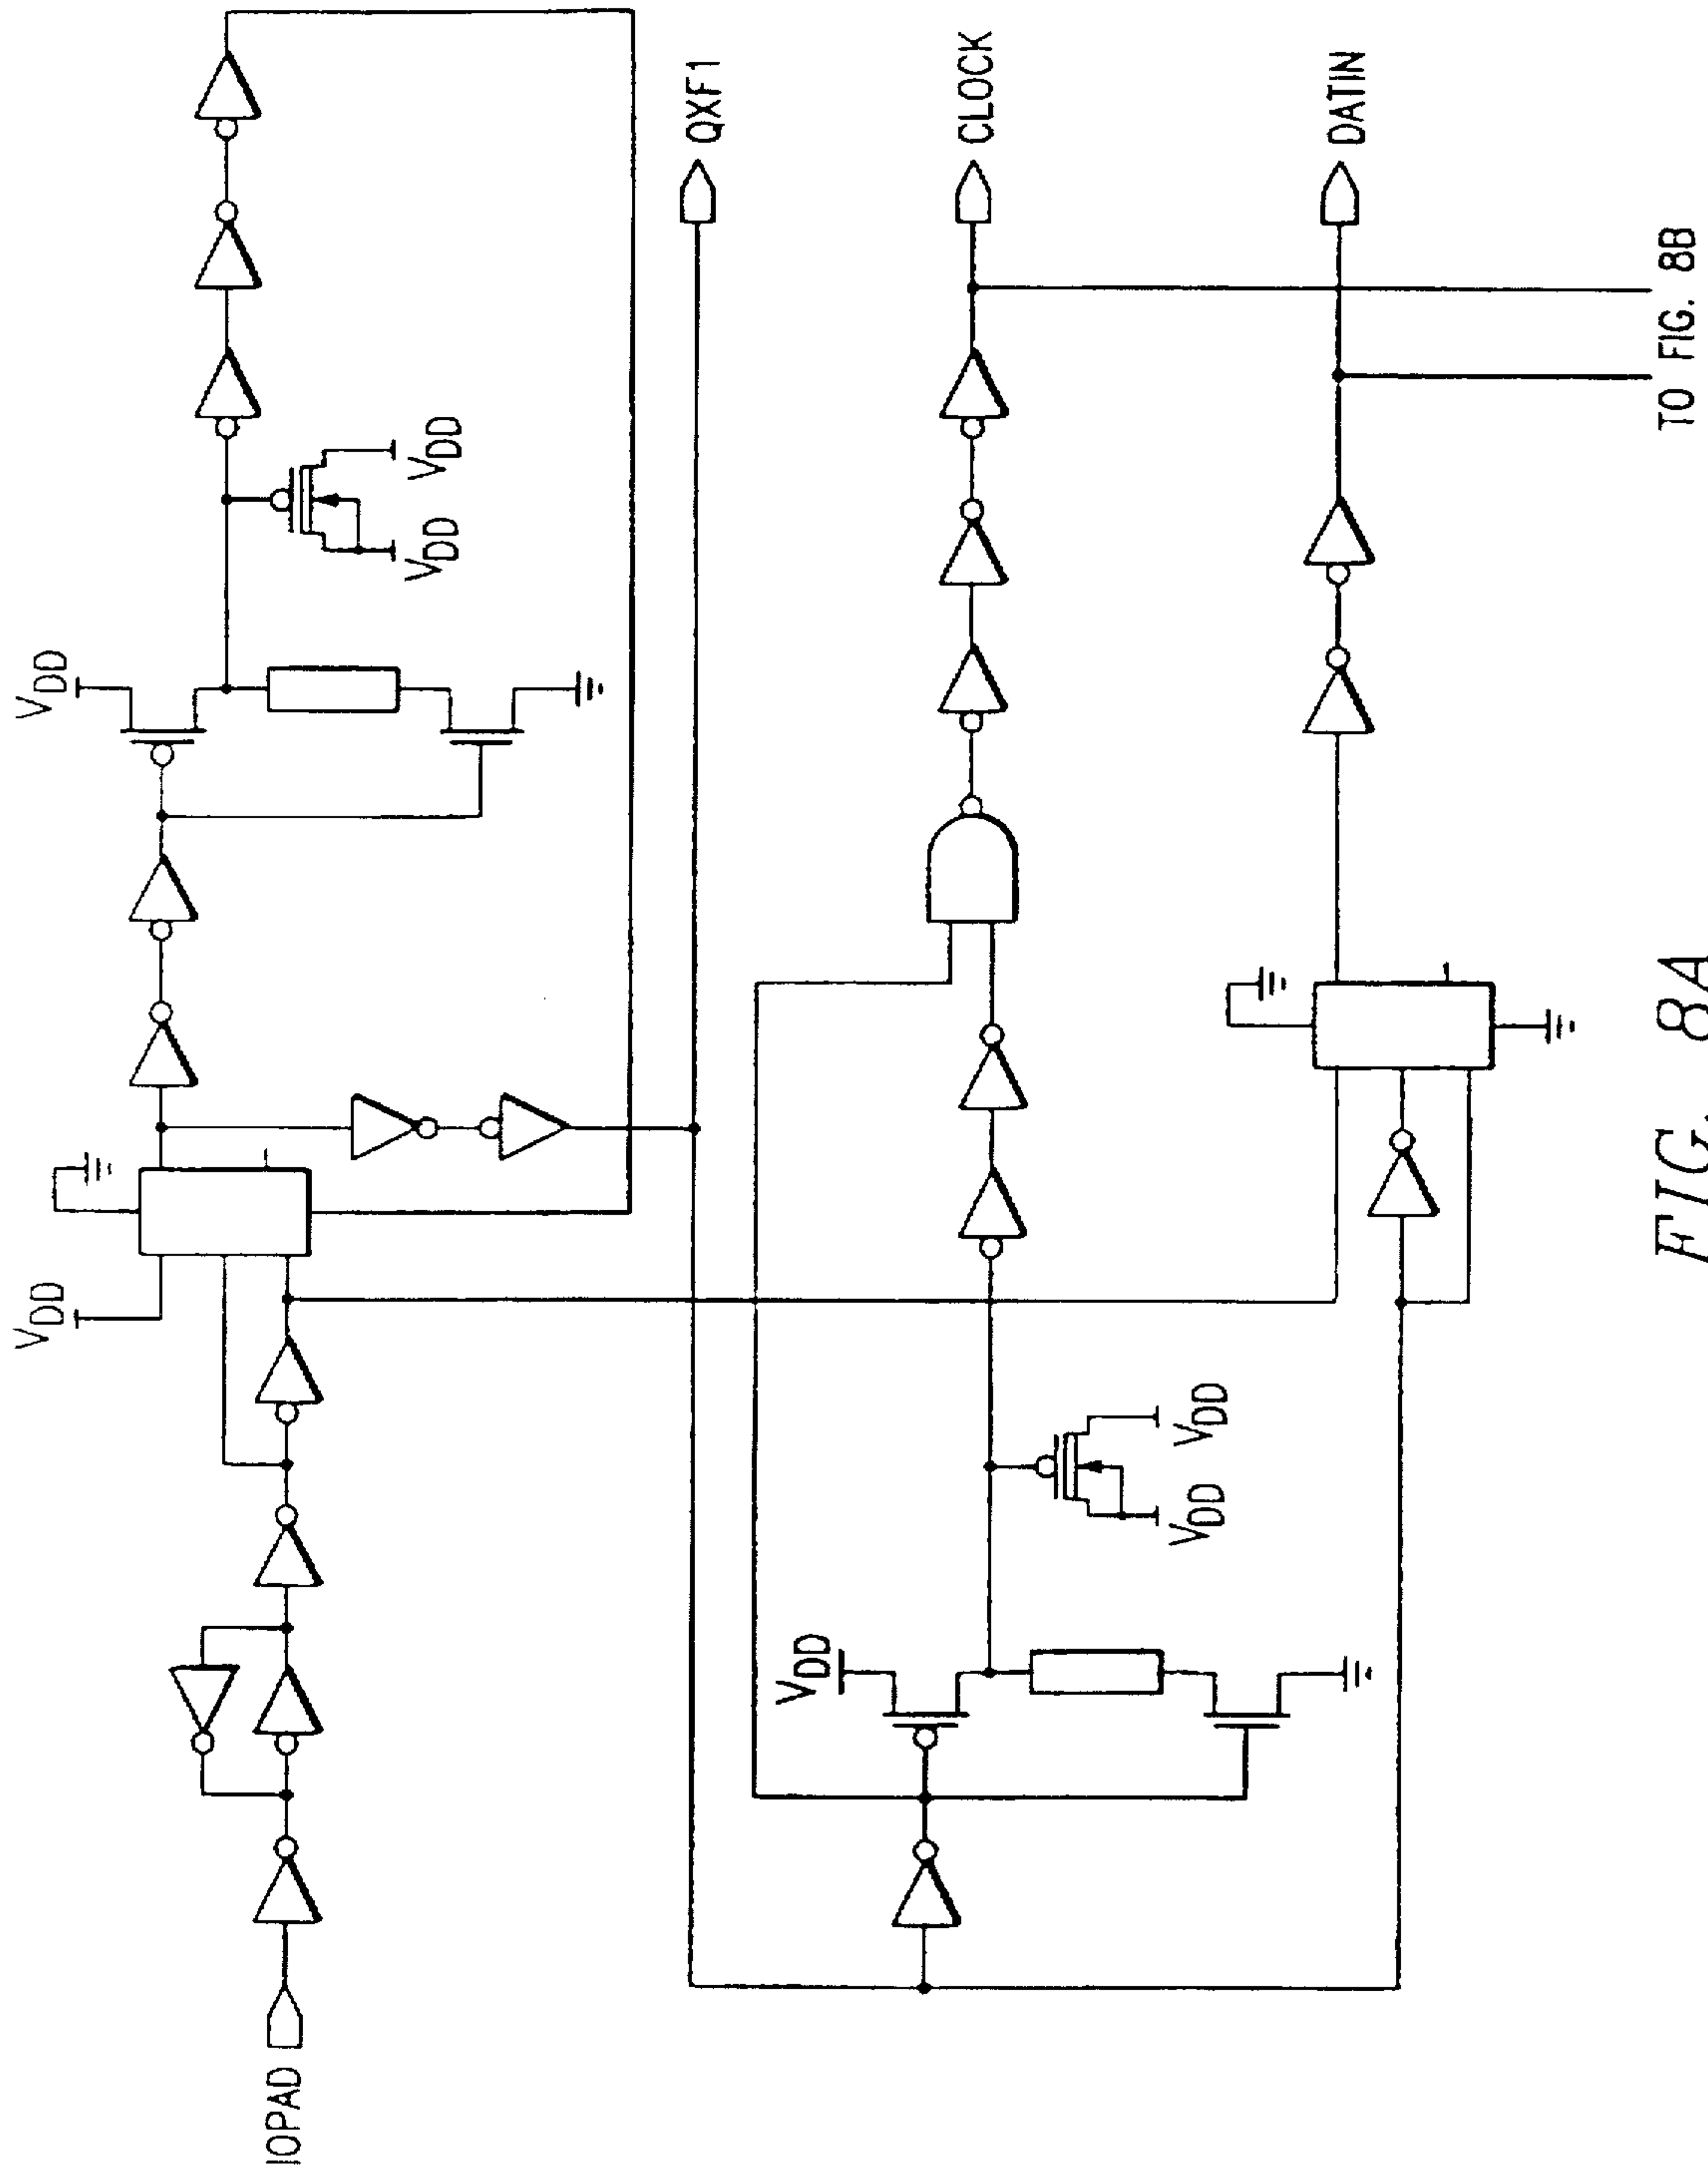 IOPAD
VDD
VDD
VDD
VDD
QXF1
VDD
VDD
VDD
CLOCK
DATIN
TO FIG. 8B
FIG. 8A